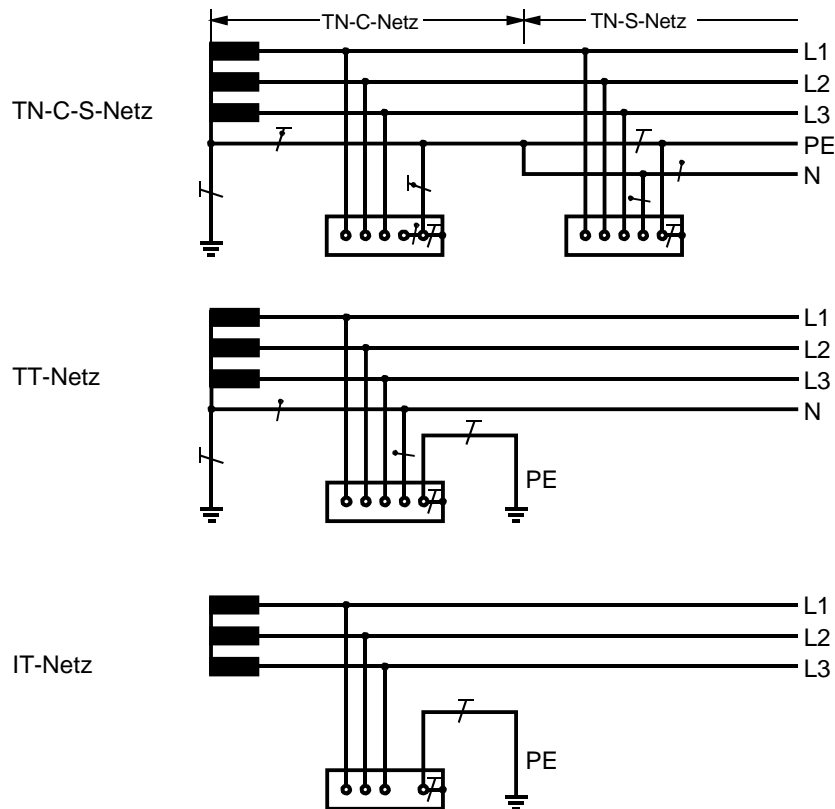 TN-C-Netz
TN-S-Netz
L1
L2
TN-C-S-Netz
L3
PE
N
L1
L2
TT-Netz
L3
N
PE
L1
L2
IT-Netz
L3
PE